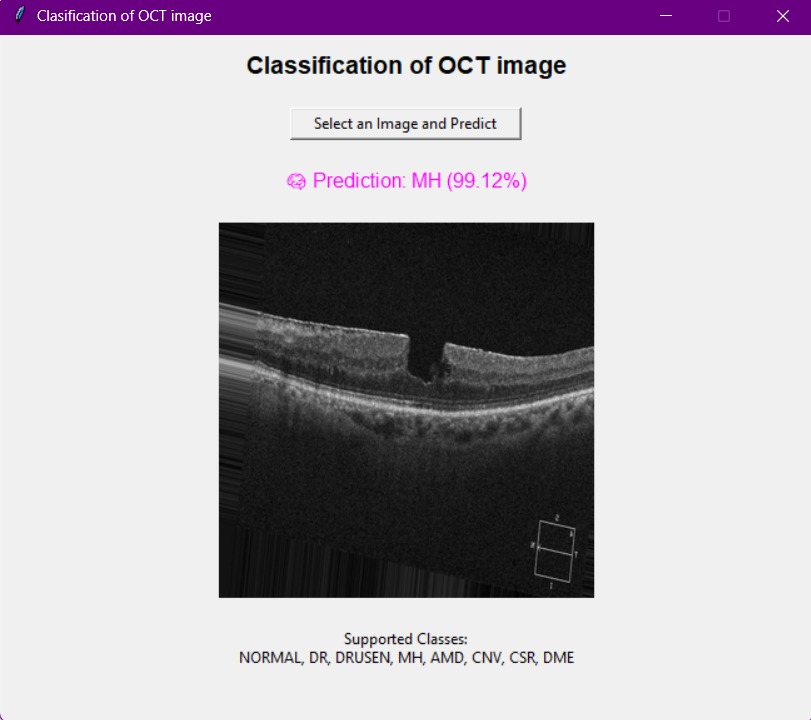 Clasification of OCT image
Classification of OCT image
Select an Image and Predict
Prediction: MH (99.12%)
Supported Classes:
NORMAL, DR, DRUSEN, MH, AMD, CNV, CSR, DME